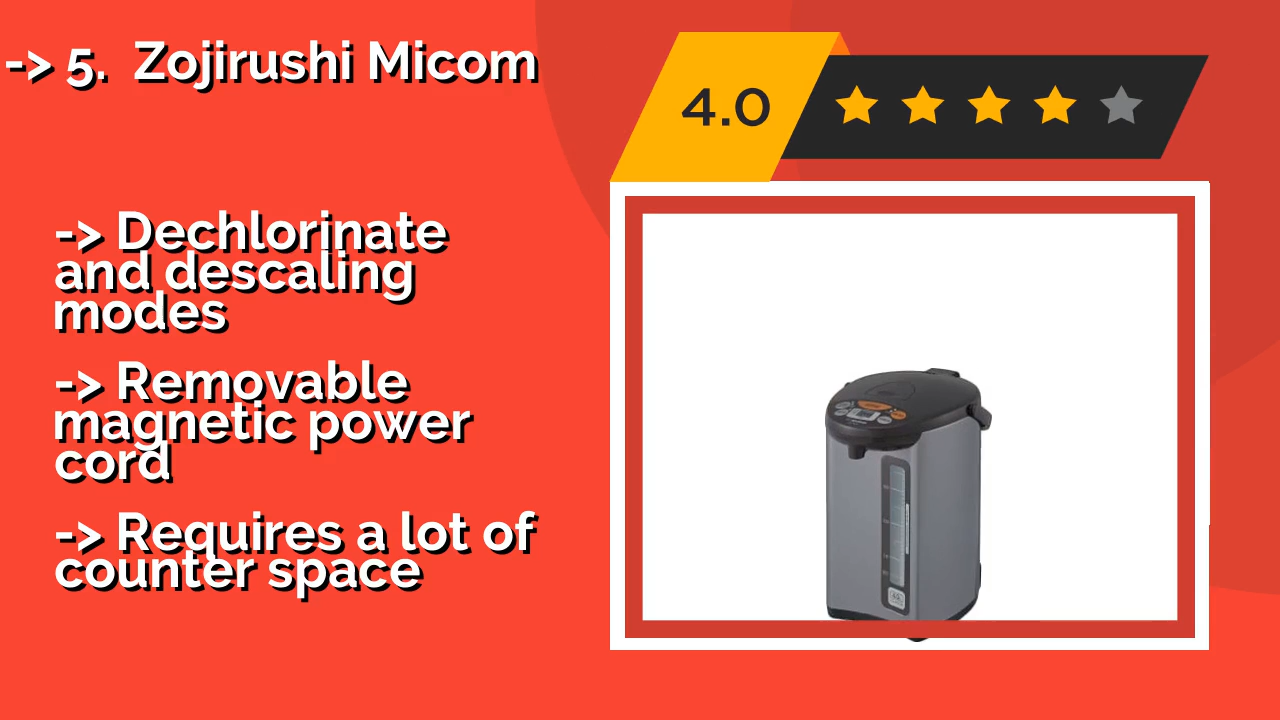 -> 5.  Zojirushi Micom
4.0
-> Dechlorinate
and descaling
modes
-> Removable
magnetic power
cord
-> Requires a lot of
counter space